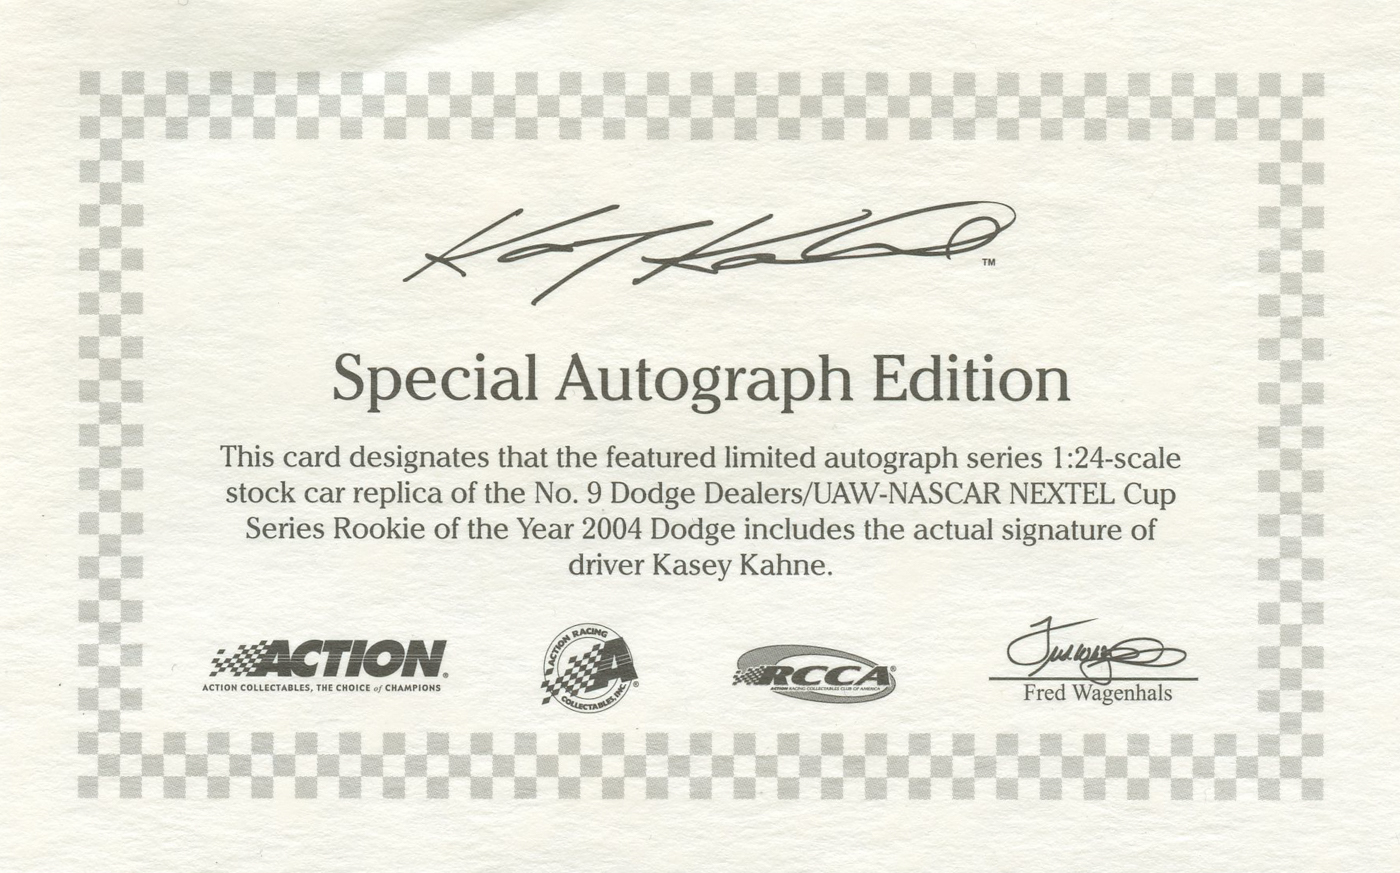 Kasey Kahne ™
Special Autograph Edition
This card designates that the featured limited autograph series 1:24-scale
stock car replica of the No. 9 Dodge Dealers/UAW-NASCAR NEXTEL Cup
Series Rookie of the Year 2004 Dodge includes the actual signature of
driver Kasey Kahne.
ACTION®
ACTION COLLECTABLES, THE CHOICE of CHAMPIONS
ACTION RACING
A
COLLECTABLES, INC. ®
RCCA®
ACTION RACING COLLECTABLES CLUB OF AMERICA
Fred Wagenhals